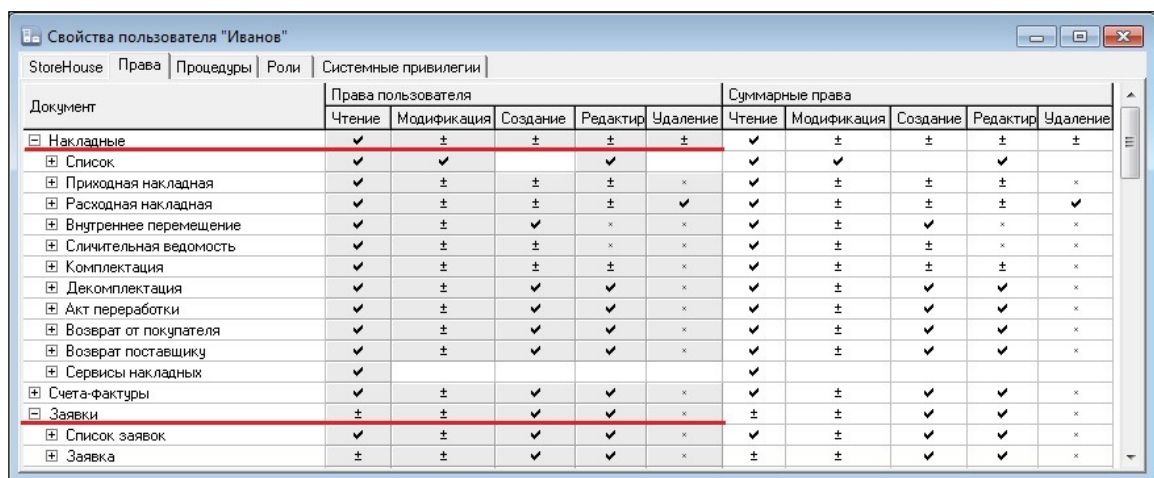 Свойства пользователя "Иванов"
StoreHouse Права Процедуры Роли Системные привилегии
Документ Права пользователя Суммарные права
Чтение Модификация Создание Редактир Удаление Чтение Модификация Создание Редактир Удаление
Накладные ✔ ± ± ± ± ✔ ± ± ± ±
Список ✔ ✔ ✔ ✔ ✔ ✔
Приходная накладная ✔ ± ± ± × ✔ ± ± ± ×
Расходная накладная ✔ ± ± ± ✔ ✔ ± ± ± ✔
Внутреннее перемещение ✔ ± ✔ × × ✔ ± ✔ × ×
Сличительная ведомость ✔ ± ± × × ✔ ± ± × ×
Комплектация ✔ ± ± ± × ✔ ± ± ± ×
Декомплектация ✔ ± ✔ ✔ × ✔ ± ✔ ✔ ×
Акт переработки ✔ ± ✔ ✔ × ✔ ± ✔ ✔ ×
Возврат от покупателя ✔ ± ✔ ✔ × ✔ ± ✔ ✔ ×
Возврат поставщику ✔ ± ✔ ✔ × ✔ ± ✔ ✔ ×
Сервисы накладных ✔ ✔
Счета-фактуры ✔ ± ✔ ✔ × ✔ ± ✔ ✔ ×
Заявки ± ± ✔ ✔ × ± ± ✔ ✔ ×
Список заявок ✔ ± ✔ ✔ × ✔ ± ✔ ✔ ×
Заявка ± ± ✔ ✔ × ± ± ✔ ✔ ×